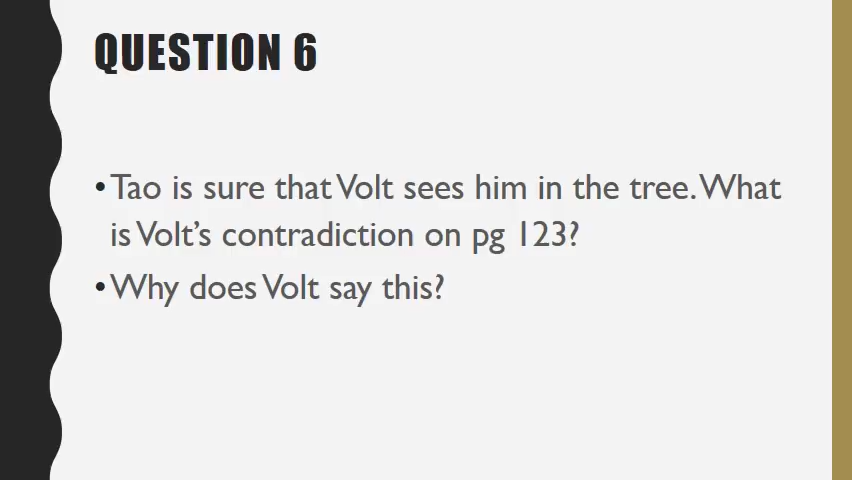 QUESTION 6
•Tao is sure that Volt sees him in the tree. What
is Volt's contradiction on pg 123?
•Why does Volt say this?